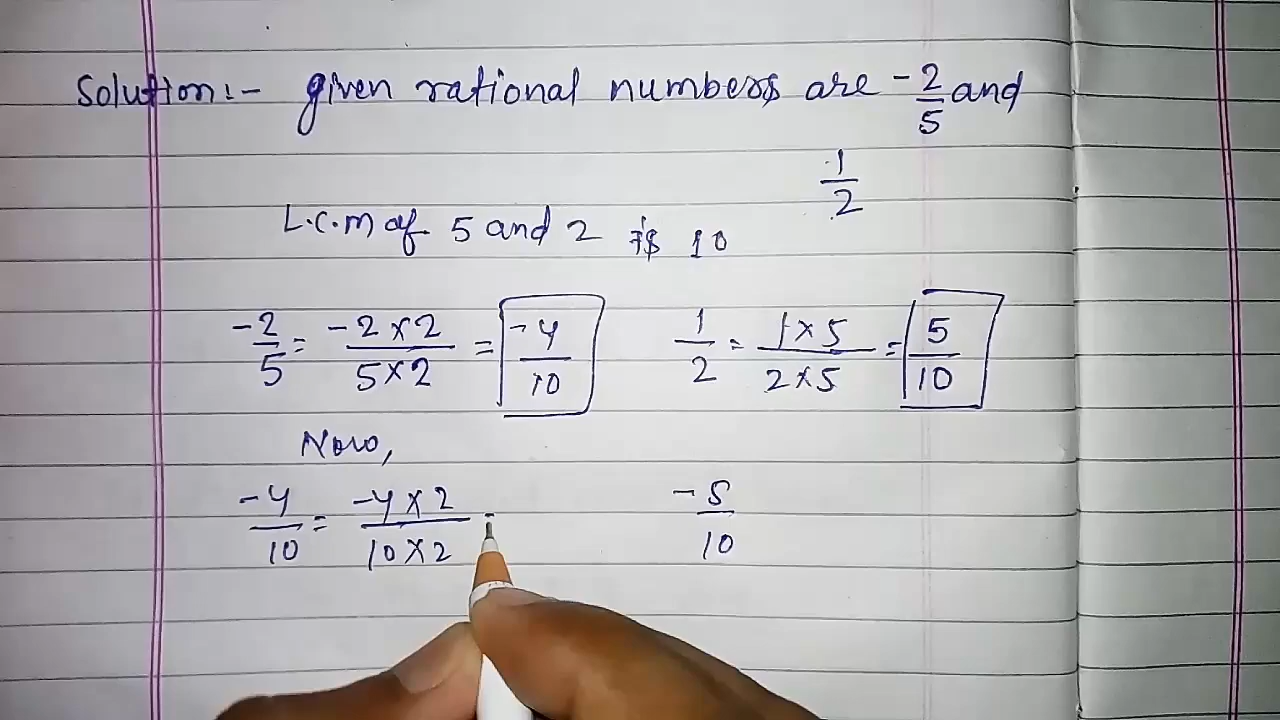 Solution:- given rational numbers are -2/5 and
1/2
L.C.M of 5 and 2 is 10
-2/5 = -2×2/5×2 = -4/10 1/2 = 1×5/2×5 = 5/10
Now,
-4/10 = -4×2/10×2 = -5/10